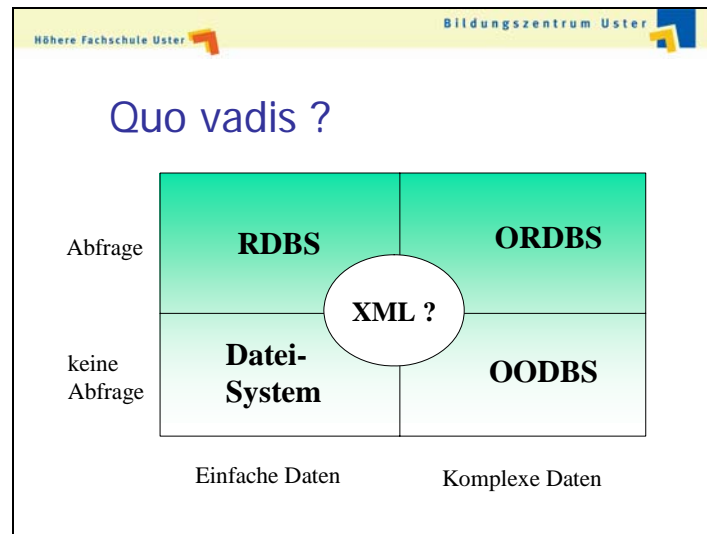 Bildungszentrum Uster
Höhere Fachschule Uster
Quo vadis ?
Abfrage
RDBS
ORDBS
XML ?
keine
Abfrage
Datei-
System
OODBS
Einfache Daten
Komplexe Daten